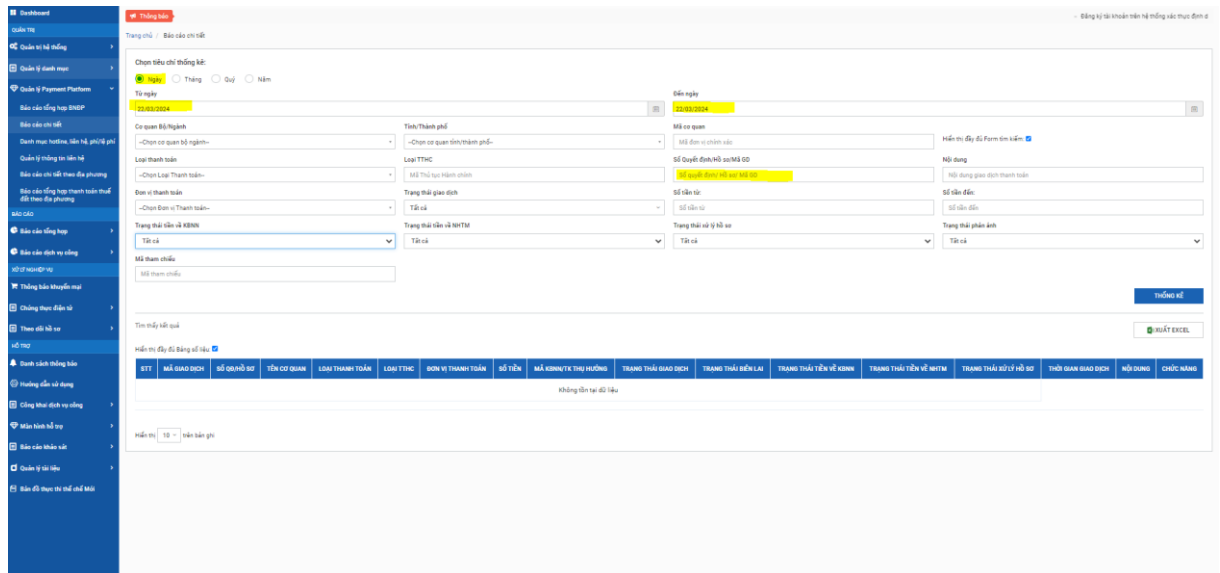 Dashboard
QUẢN TRỊ
Quản trị hệ thống
Quản lý danh mục
Quản lý Payment Platform
Báo cáo tổng hợp BNĐP
Báo cáo chi tiết
Danh mục hotline, liên hệ, phí/lệ phí
Quản lý thông tin liên hệ
Báo cáo chi tiết theo địa phương
Báo cáo tổng hợp thanh toán thuế
đất theo địa phương
BÁO CÁO
Báo cáo tổng hợp
Báo cáo dịch vụ công
XỬ LÝ NGHIỆP VỤ
Thông báo khuyến mại
Chứng thực điện tử
Theo dõi hồ sơ
HỖ TRỢ
Danh sách thông báo
Hướng dẫn sử dụng
Công khai dịch vụ công
Màn hình hỗ trợ
Báo cáo khảo sát
Quản lý tài liệu
Bản đồ thực thi thể chế Mới
Thông báo
- Đăng ký tài khoản trên hệ thống xác thực định d
Trang chủ / Báo cáo chi tiết
Chọn tiêu chí thống kê:
Ngày Tháng Quý Năm
Từ ngày Đến ngày
22/03/2024 22/03/2024
Cơ quan Bộ/Ngành Tỉnh/Thành phố Mã cơ quan
--Chọn cơ quan bộ ngành-- --Chọn cơ quan tỉnh/thành phố-- Mã đơn vị chính xác Hiển thị đầy đủ Form tìm kiếm:
Loại thanh toán Loại TTHC Số Quyết định/Hồ sơ/Mã GD Nội dung
--Chọn Loại Thanh toán-- Mã Thủ tục Hành chính Số quyết định/ Hồ sơ/ Mã GD Nội dung giao dịch thanh toán
Đơn vị thanh toán Trạng thái giao dịch Số tiền từ: Số tiền đến:
--Chọn Đơn vị Thanh toán-- Tất cả Số tiền từ Số tiền đến
Trạng thái tiền về KBNN Trạng thái tiền về NHTM Trạng thái xử lý hồ sơ Trạng thái phản ánh
Tất cả Tất cả Tất cả Tất cả
Mã tham chiếu
Mã tham chiếu
THỐNG KÊ
Tìm thấy kết quả
XUẤT EXCEL
Hiển thị đầy đủ Bảng số liệu:
STT MÃ GIAO DỊCH SỐ QĐ/HỒ SƠ TÊN CƠ QUAN LOẠI THANH TOÁN LOẠI TTHC ĐƠN VỊ THANH TOÁN SỐ TIỀN MÃ KBNN/TK THỤ HƯỞNG TRẠNG THÁI GIAO DỊCH TRẠNG THÁI BIÊN LAI TRẠNG THÁI TIỀN VỀ KBNN TRẠNG THÁI TIỀN VỀ NHTM TRẠNG THÁI XỬ LÝ HỒ SƠ THỜI GIAN GIAO DỊCH NỘI DUNG CHỨC NĂNG
Không tồn tại dữ liệu
Hiển thị 10 trên bản ghi